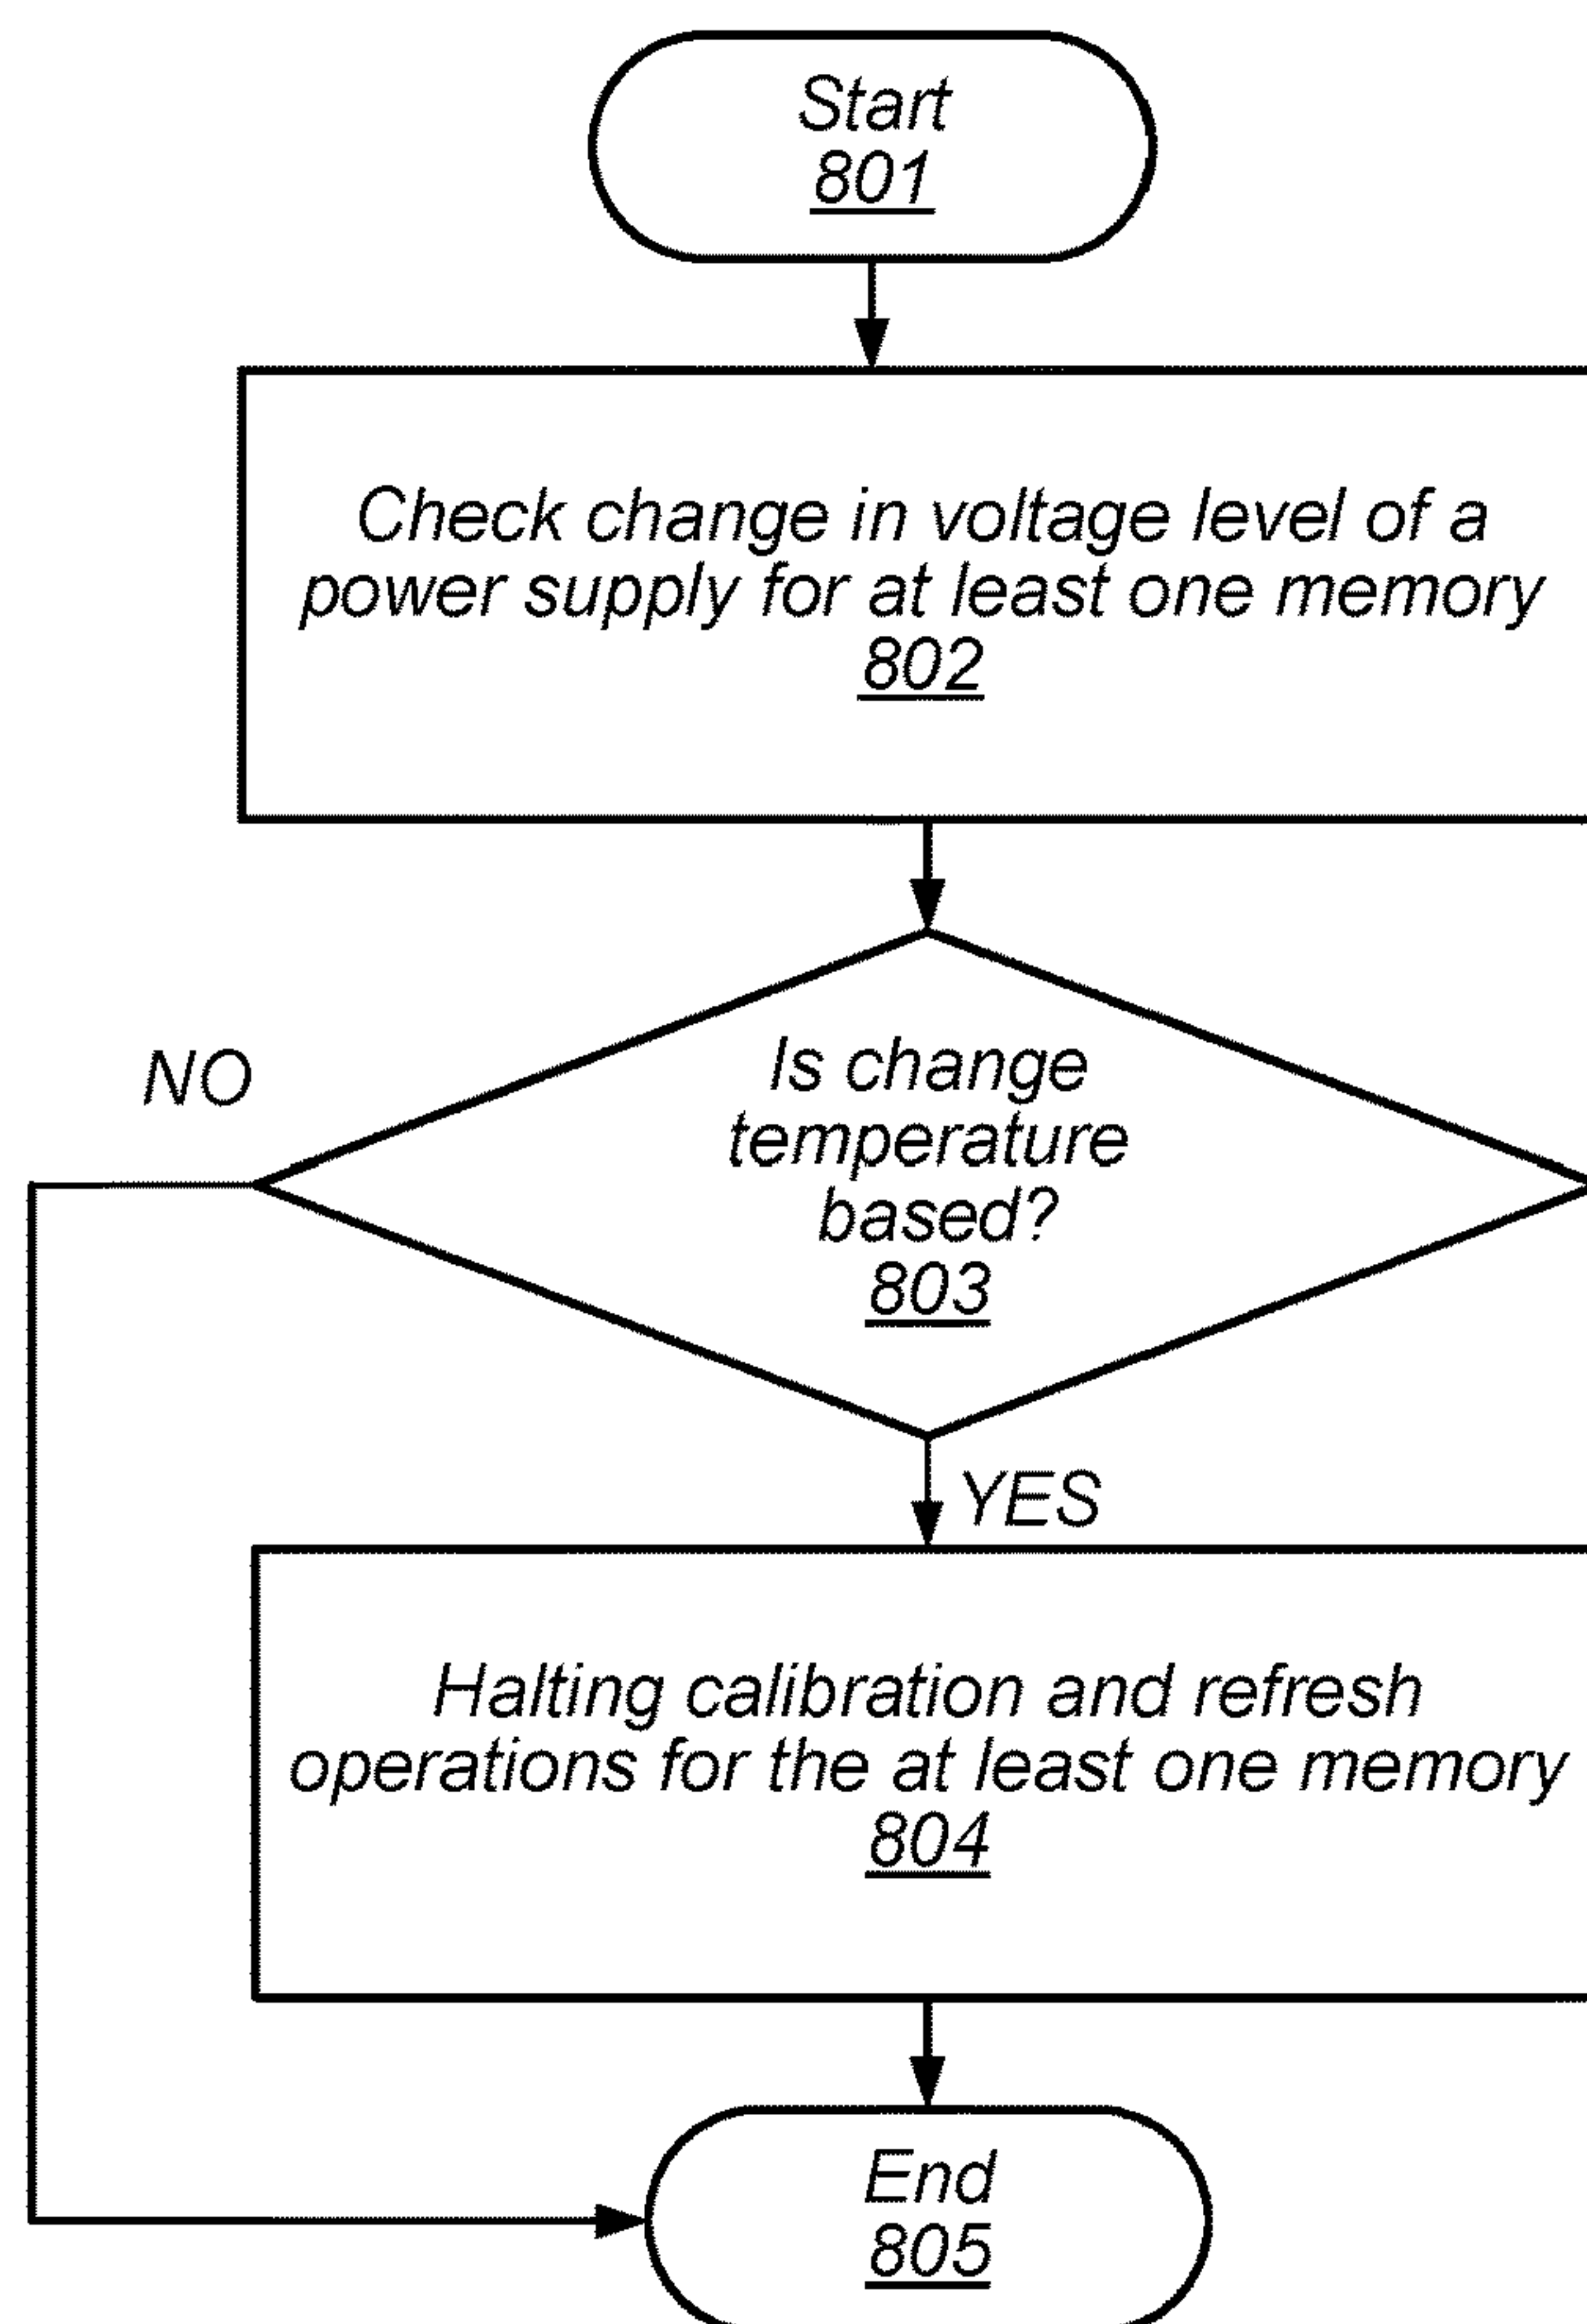 Start
801
Check change in voltage level of a
power supply for at least one memory
802
Is change
temperature
based?
803
NO
YES
Halting calibration and refresh
operations for the at least one memory
804
End
805